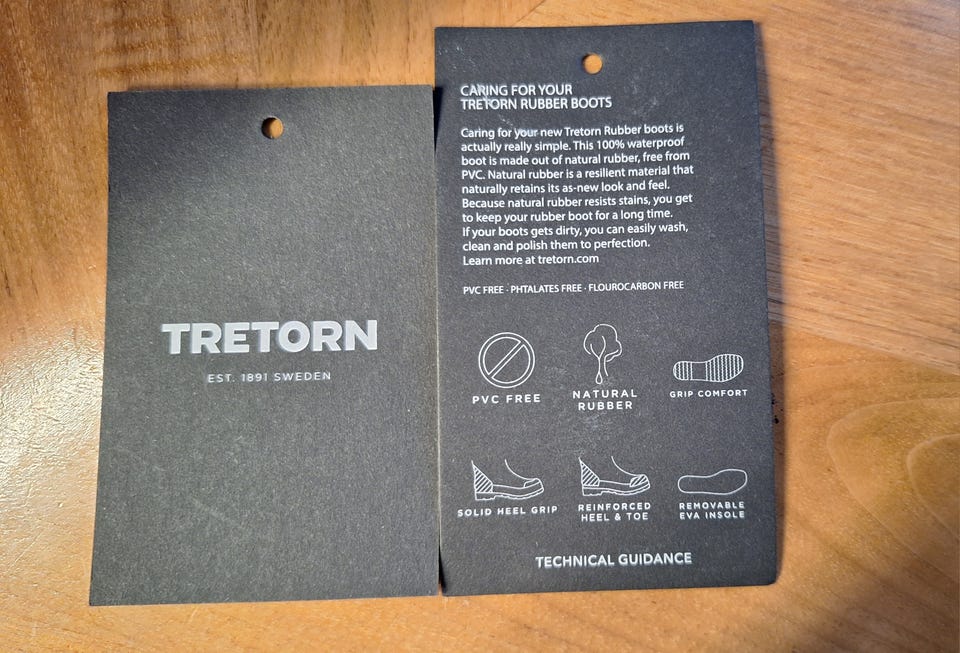 TRETORN
EST. 1891 SWEDEN
CARING FOR YOUR
TRETORN RUBBER BOOTS
Caring for your new Tretorn Rubber boots is
actually really simple. This 100% waterproof
boot is made out of natural rubber, free from
PVC. Natural rubber is a resilient material that
naturally retains its as-new look and feel.
Because natural rubber resists stains, you get
to keep your rubber boot for a long time.
If your boots gets dirty, you can easily wash,
clean and polish them to perfection.
Learn more at tretorn.com
PVC FREE · PHTALATES FREE · FLOUROCARBON FREE
PVC FREE
NATURAL
RUBBER
GRIP COMFORT
SOLID HEEL GRIP
REINFORCED
HEEL & TOE
REMOVABLE
EVA INSOLE
TECHNICAL GUIDANCE